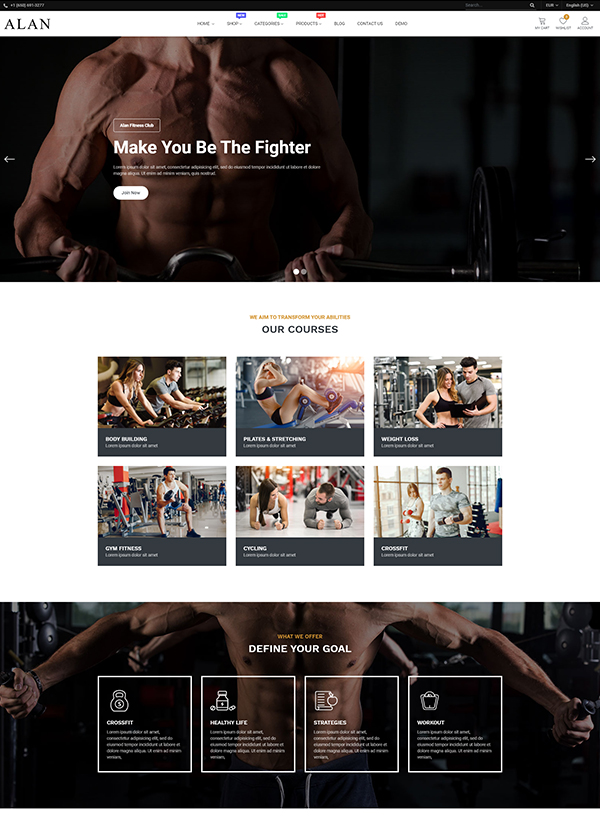 +1 (640) 691-3277
Search...
EUR
English (US)
ALAN
NEW
SALE
HOT
HOME
SHOP
CATEGORIES
PRODUCTS
BLOG
CONTACT US
DEMO
MY CART
WISHLIST
ACCOUNT
Alan Fitness Club
Make You Be The Fighter
Lorem ipsum dolor sit amet, consectetur adipisicing elit, sed do eiusmod tempor incididunt ut labore et dolore
magna aliqua. Ut enim ad minim veniam, quis nostrud.
Join Now
WE AIM TO TRANSFORM YOUR ABILITIES
OUR COURSES
BODY BUILDING
Lorem ipsum dolor sit amet
PILATES & STRETCHING
Lorem ipsum dolor sit amet
WEIGHT LOSS
Lorem ipsum dolor sit amet
GYM FITNESS
Lorem ipsum dolor sit amet
CYCLING
Lorem ipsum dolor sit amet
CROSSFIT
Lorem ipsum dolor sit amet
WHAT WE OFFER
DEFINE YOUR GOAL
CROSSFIT
Lorem ipsum dolor sit amet,
consectetur adipiscing elit, sed do
eiusmod tempor incididunt ut labore et
dolore magna aliqua. Ut enim ad minim
veniam,
HEALTHY LIFE
Lorem ipsum dolor sit amet,
consectetur adipiscing elit, sed do
eiusmod tempor incididunt ut labore et
dolore magna aliqua. Ut enim ad minim
veniam,
STRATEGIES
Lorem ipsum dolor sit amet,
consectetur adipiscing elit, sed do
eiusmod tempor incididunt ut labore et
dolore magna aliqua. Ut enim ad minim
veniam,
WORKOUT
Lorem ipsum dolor sit amet,
consectetur adipiscing elit, sed do
eiusmod tempor incididunt ut labore et
dolore magna aliqua. Ut enim ad minim
veniam,